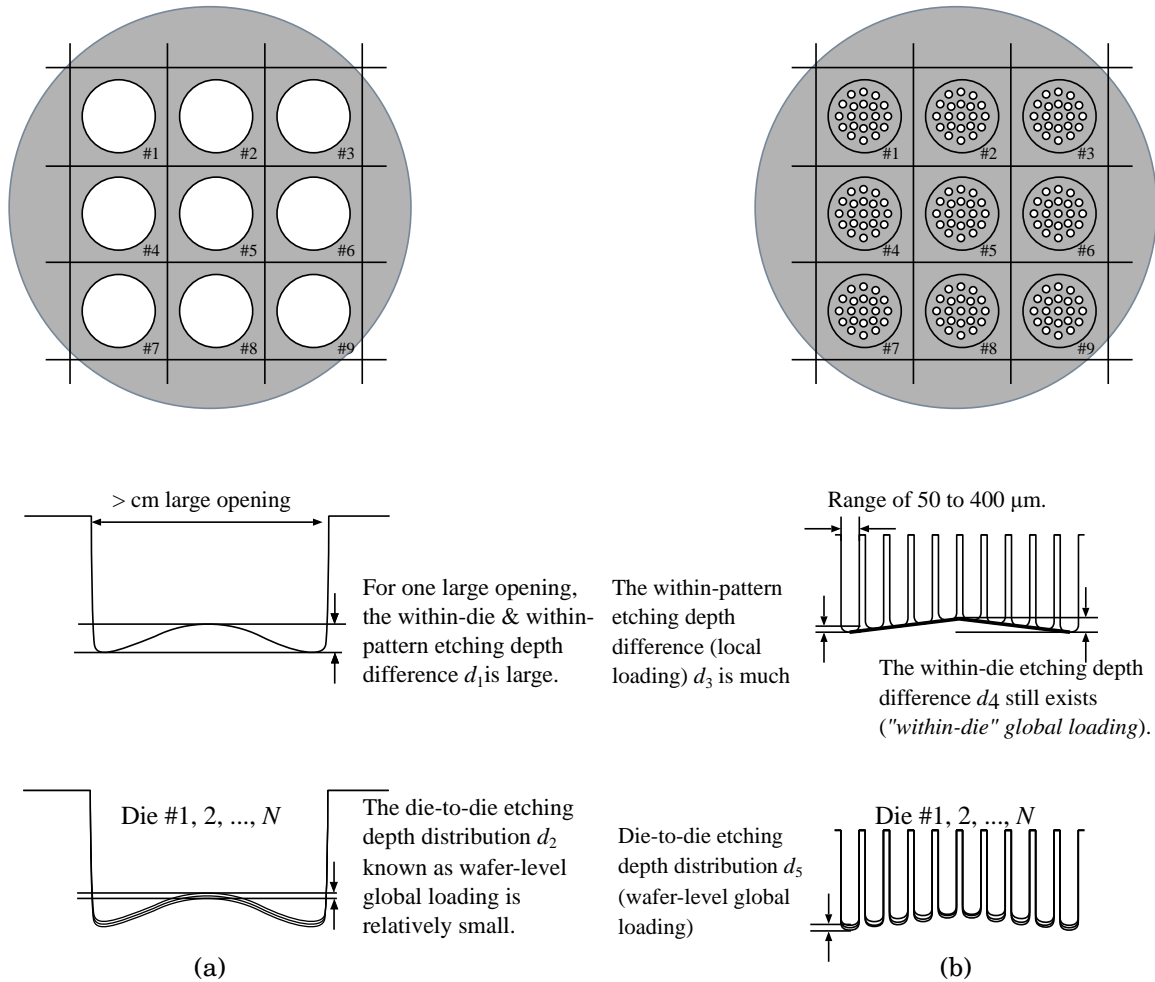 #1
#2
#3
#4
#5
#6
#7
#8
#9
#1
#2
#3
#4
#5
#6
#7
#8
#9
> cm large opening
For one large opening,
the within-die & within-
pattern etching depth
difference d1is large.
The within-pattern
etching depth
difference (local
loading) d3 is much
Range of 50 to 400 μm.
The within-die etching depth
difference d4 still exists
("within-die" global loading).
Die #1, 2, ..., N
The die-to-die etching
depth distribution d2
known as wafer-level
global loading is
relatively small.
Die-to-die etching
depth distribution d5
(wafer-level global
loading)
Die #1, 2, ..., N
(a)
(b)